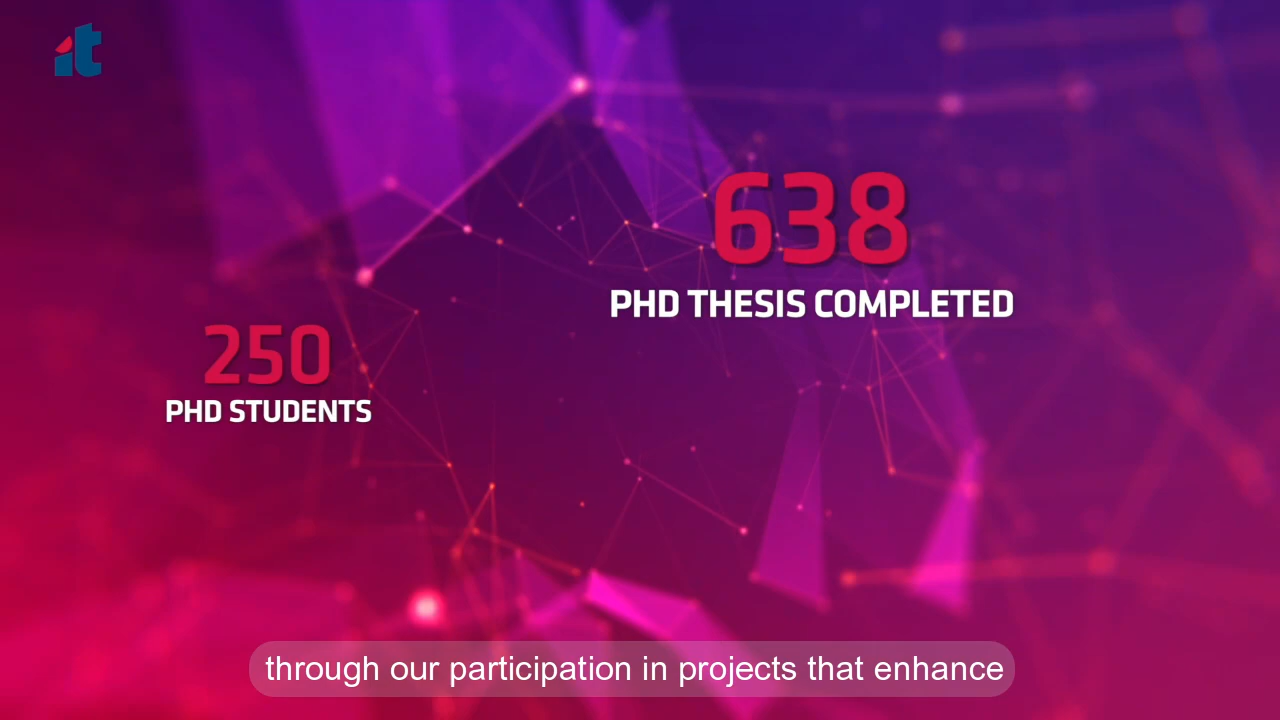 it
638
PHD THESIS COMPLETED
250
PHD STUDENTS
through our participation in projects that enhance